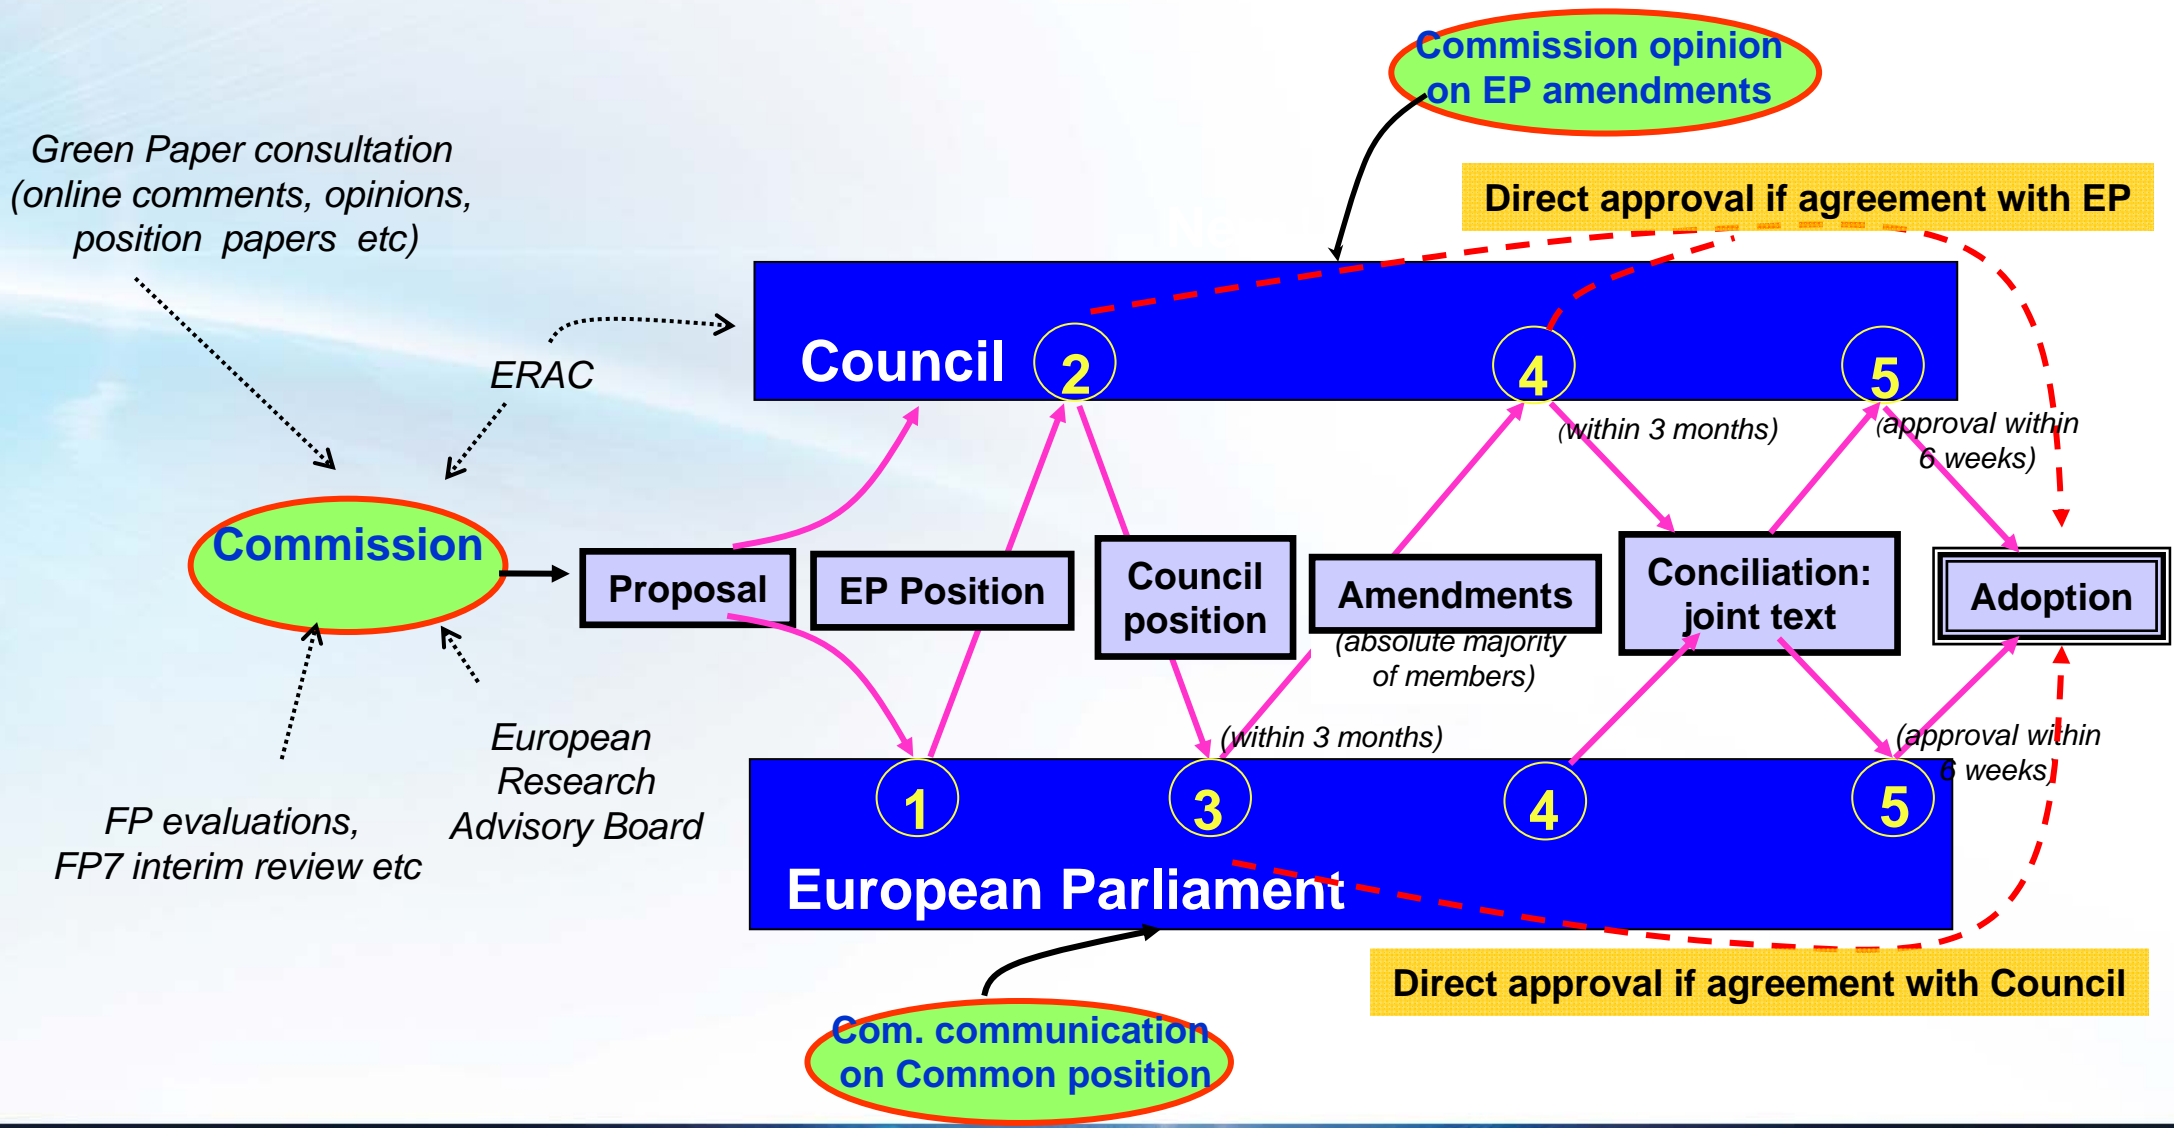 Commission opinion
on EP amendments
Green Paper consultation
(online comments, opinions,
position papers etc)
Direct approval if agreement with EP
ERAC
Council
2
4
5
(within 3 months)
(approval within
6 weeks)
Commission
Proposal
EP Position
Council
position
Amendments
(absolute majority
of members)
Conciliation:
joint text
Adoption
European
Research
Advisory Board
FP evaluations,
FP7 interim review etc
(within 3 months)
(approval within
6 weeks)
1
3
4
5
European Parliament
Direct approval if agreement with Council
Com. communication
on Common position